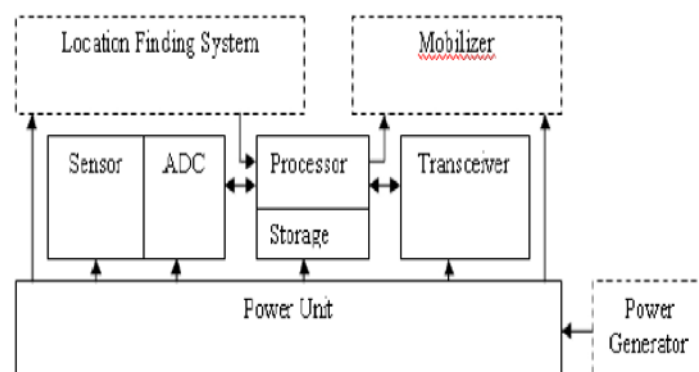 Location Finding System
Mobilizer
Sensor
ADC
Processor
Transceiver
Storage
Power Unit
Power
Generator